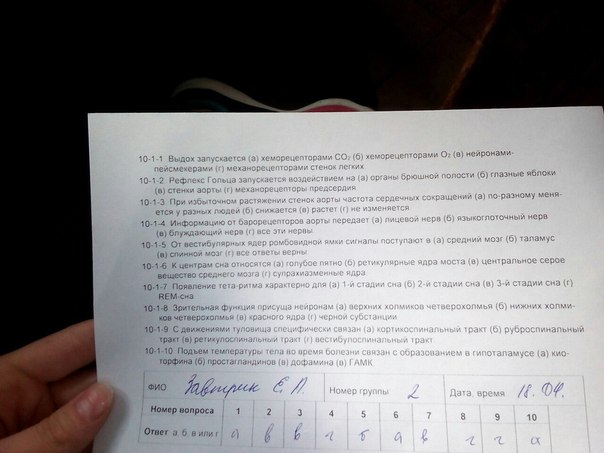 10-1-1 Выдох запускается (а) хеморецепторами CO₂ (б) хеморецепторами O₂ (в) нейронами-
пейсмекерами (г) механорецепторами стенок легких
10-1-2 Рефлекс Гольца запускается воздействием на (а) органы брюшной полости (б) глазные яблоки
(в) стенки аорты (г) механорецепторы предсердия
10-1-3 При избыточном растяжении стенок аорты частота сердечных сокращений (а) по-разному меня-
ется у разных людей (б) снижается (в) растет (г) не изменяется
10-1-4 Информацию от барорецепторов аорты передает (а) лицевой нерв (б) языкоглоточный нерв
(в) блуждающий нерв (г) все эти нервы
10-1-5 От вестибулярных ядер ромбовидной ямки сигналы поступают в (а) средний мозг (б) таламус
(в) спинной мозг (г) все ответы верны
10-1-6 К центрам сна относятся (а) голубое пятно (б) ретикулярные ядра моста (в) центральное серое
вещество среднего мозга (г) супрахиазменные ядра
10-1-7 Появление тета-ритма характерно для (а) 1-й стадии сна (б) 2-й стадии сна (в) 3-й стадии сна (г)
REM-сна
10-1-8 Зрительная функция присуща нейронам (а) верхних холмиков четверохолмья (б) нижних холми-
ков четверохолмья (в) красного ядра (г) черной субстанции
10-1-9 С движениями туловища специфически связан (а) кортикоспинальный тракт (б) руброспинальный
тракт (в) ретикулоспинальный тракт (г) вестибулоспинальный тракт
10-1-10 Подъем температуры тела во время болезни связан с образованием в гипоталамусе (а) кио-
торфина (б) простагландинов (в) дофамина (в) ГАМК
ФИО Е. Л. Номер группы 2 Дата, время 18.04.
Номер вопроса 1 2 3 4 5 6 7 8 9 10
Ответ а, б, в или г а в в г б а в г г а